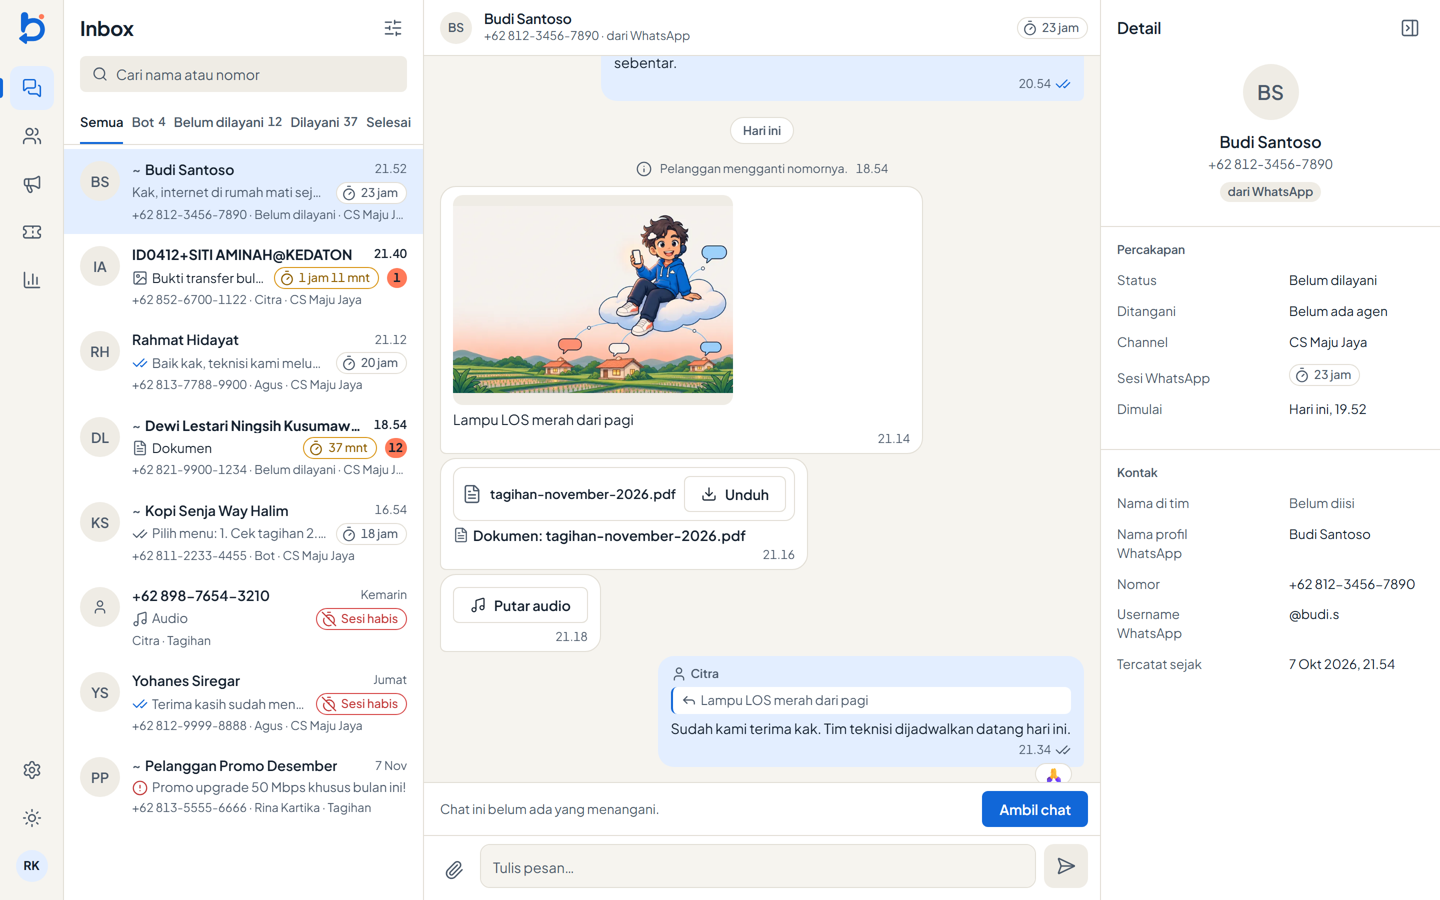 Inbox
Cari nama atau nomor
Semua Bot 4 Belum dilayani 12 Dilayani 37 Selesai
BS
~ Budi Santoso 21.52
Kak, internet di rumah mati sej... 23 jam
+62 812-3456-7890 · Belum dilayani · CS Maju J...
IA
ID0412+SITI AMINAH@KEDATON 21.40
Bukti transfer bul... 1 jam 11 mnt 1
+62 852-6700-1122 · Citra · CS Maju Jaya
RH
Rahmat Hidayat 21.12
Baik kak, teknisi kami melu... 20 jam
+62 813-7788-9900 · Agus · CS Maju Jaya
DL
~ Dewi Lestari Ningsih Kusumaw... 18.54
Dokumen 37 mnt 12
+62 821-9900-1234 · Belum dilayani · CS Maju J...
KS
~ Kopi Senja Way Halim 16.54
Pilih menu: 1. Cek tagihan 2.... 18 jam
+62 811-2233-4455 · Bot · CS Maju Jaya
+62 898-7654-3210 Kemarin
Audio Sesi habis
Citra · Tagihan
YS
Yohanes Siregar Jumat
Terima kasih sudah men... Sesi habis
+62 812-9999-8888 · Agus · CS Maju Jaya
PP
~ Pelanggan Promo Desember 7 Nov
Promo upgrade 50 Mbps khusus bulan ini!
+62 813-5555-6666 · Rina Kartika · Tagihan
RK
BS
Budi Santoso
+62 812-3456-7890 · dari WhatsApp
23 jam
sebentar.
20.54
Hari ini
Pelanggan mengganti nomornya. 18.54
Lampu LOS merah dari pagi
21.14
tagihan-november-2026.pdf Unduh
Dokumen: tagihan-november-2026.pdf
21.16
Putar audio
21.18
Citra
Lampu LOS merah dari pagi
Sudah kami terima kak. Tim teknisi dijadwalkan datang hari ini.
21.34
Chat ini belum ada yang menangani.
Ambil chat
Tulis pesan...
Detail
BS
Budi Santoso
+62 812-3456-7890
dari WhatsApp
Percakapan
Status Belum dilayani
Ditangani Belum ada agen
Channel CS Maju Jaya
Sesi WhatsApp 23 jam
Dimulai Hari ini, 19.52
Kontak
Nama di tim Belum diisi
Nama profil WhatsApp Budi Santoso
Nomor +62 812-3456-7890
Username WhatsApp @budi.s
Tercatat sejak 7 Okt 2026, 21.54